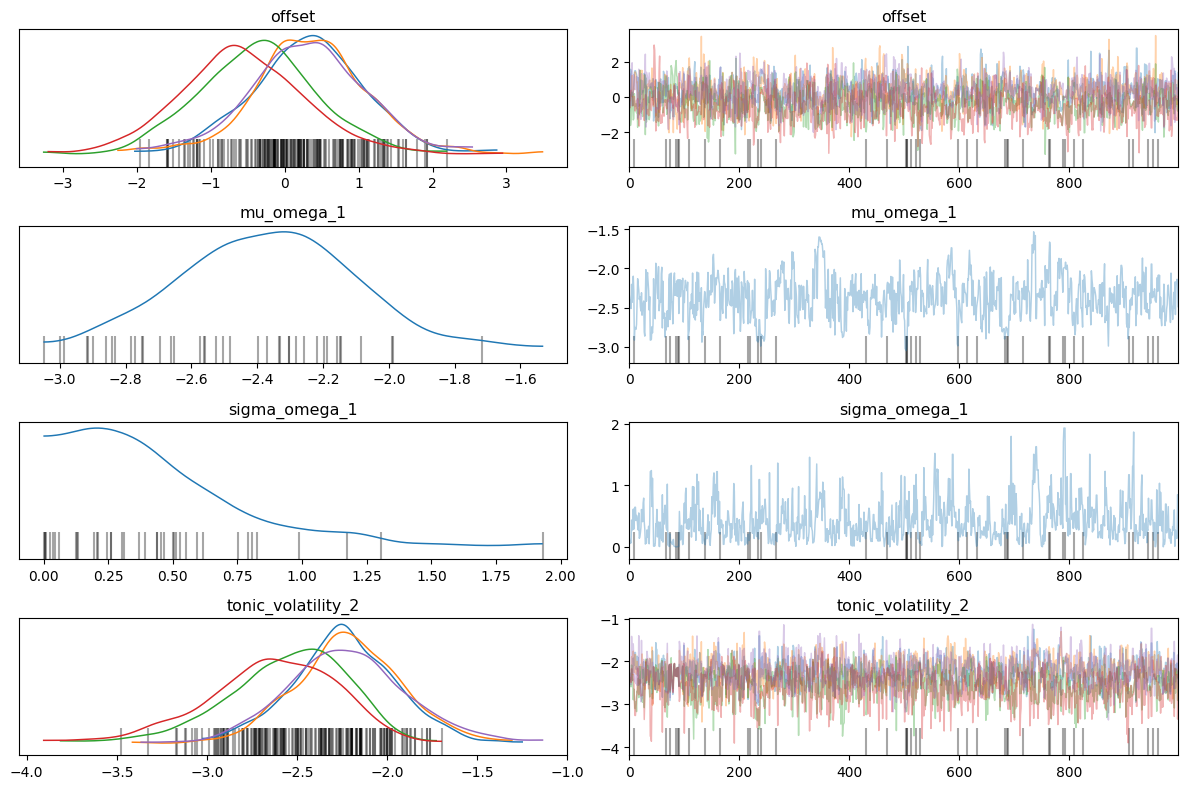 offset
offset
2
0
−2
−3 −2 −1 0 1 2 3
0 200 400 600 800
mu_omega_1
mu_omega_1
−1.5
−2.0
−2.5
−3.0
−3.0 −2.8 −2.6 −2.4 −2.2 −2.0 −1.8 −1.6
0 200 400 600 800
sigma_omega_1
sigma_omega_1
2
1
0
0.00 0.25 0.50 0.75 1.00 1.25 1.50 1.75 2.00
0 200 400 600 800
tonic_volatility_2
tonic_volatility_2
−1
−2
−3
−4
−4.0 −3.5 −3.0 −2.5 −2.0 −1.5 −1.0
0 200 400 600 800